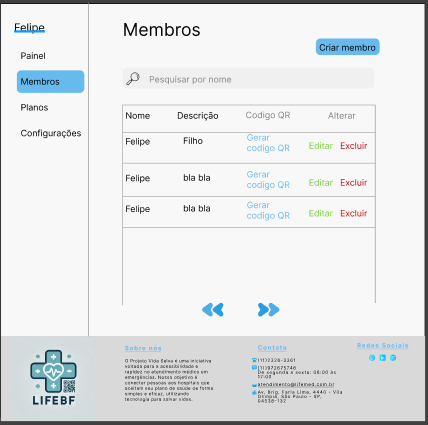 Felipe
Painel
Membros
Planos
Configurações
Membros
Criar membro
Pesquisar por nome
Nome Descrição Codigo QR Alterar
Felipe Filho Gerar codigo QR Editar Excluir
Felipe bla bla Gerar codigo QR Editar Excluir
Felipe bla bla Gerar codigo QR Editar Excluir
LIFEBF
Sobre nós
O Projeto Vida Selva é uma iniciativa
voltada para a acessibilidade e
rapidez no atendimento médico em
emergências. Nosso objetivo é
conectar pessoas aos hospitais que
aceitam seu plano de saúde de forma
simples e eficaz, utilizando
tecnologia para salvar vidas.
Contato
(11)2326-3361
(11)972675748
De segunda a sexta: 08:00 às
17:00
atendimento@lifemed.com.br
Av. Brig. Faria Lima, 4440 - Vila
Olímpia, São Paulo - SP,
04538-132
Redes Sociais